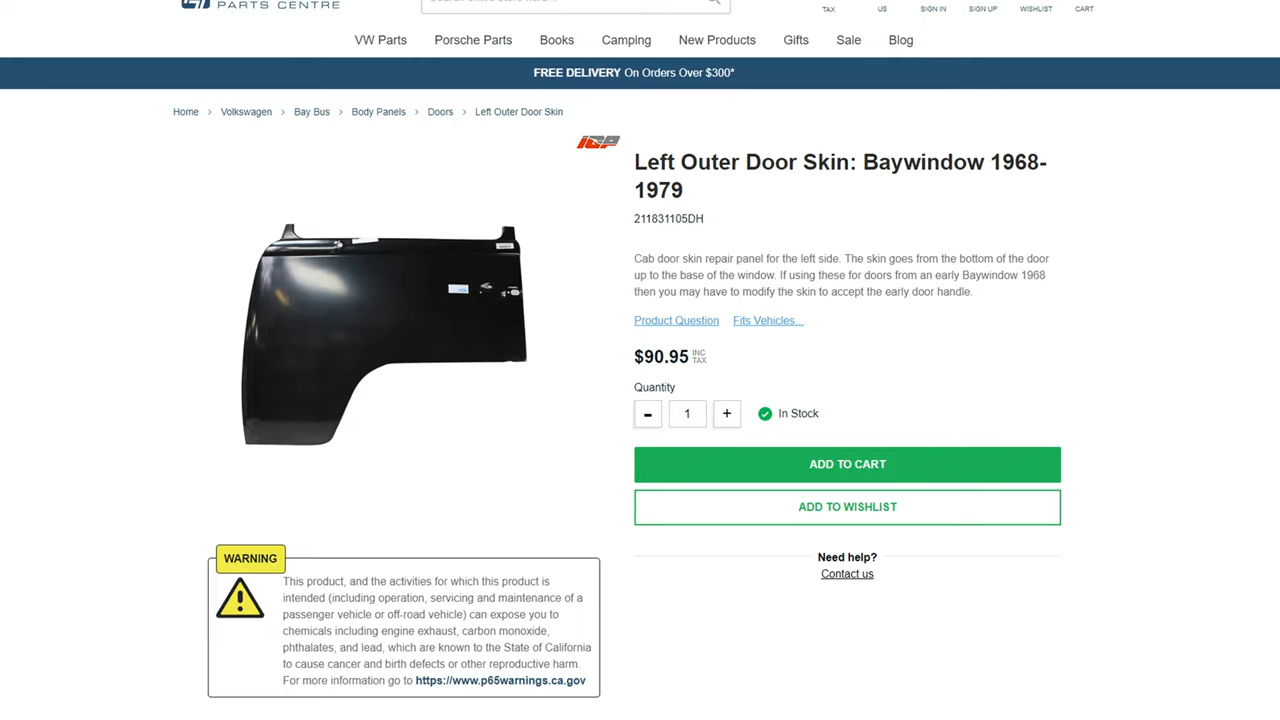 PARTS CENTRE
TAX
US
SIGN IN
SIGN UP
WISHLIST
CART
VW Parts
Porsche Parts
Books
Camping
New Products
Gifts
Sale
Blog
FREE DELIVERY On Orders Over $300*
Home > Volkswagen > Bay Bus > Body Panels > Doors > Left Outer Door Skin
Left Outer Door Skin: Baywindow 1968-
1979
211831105DH
Cab door skin repair panel for the left side. The skin goes from the bottom of the door
up to the base of the window. If using these for doors from an early Baywindow 1968
then you may have to modify the skin to accept the early door handle.
Product Question
Fits Vehicles...
$90.95 INC
TAX
Quantity
- 1 +
In Stock
ADD TO CART
ADD TO WISHLIST
Need help?
Contact us
WARNING
This product, and the activities for which this product is
intended (including operation, servicing and maintenance of a
passenger vehicle or off-road vehicle) can expose you to
chemicals including engine exhaust, carbon monoxide,
phthalates, and lead, which are known to the State of California
to cause cancer and birth defects or other reproductive harm.
For more information go to https://www.p65warnings.ca.gov